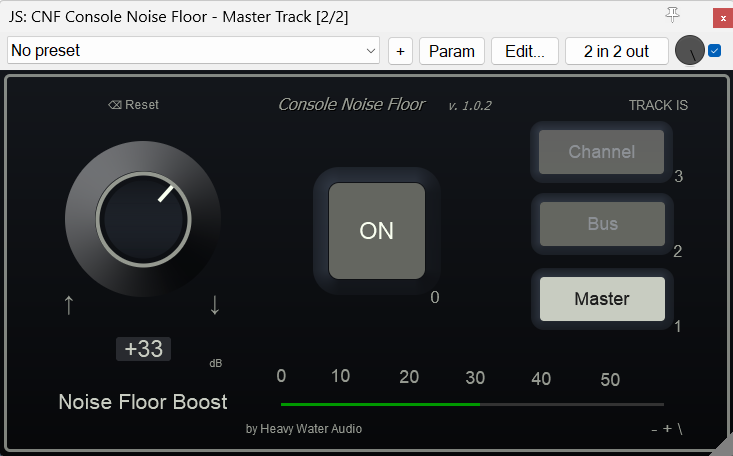 JS: CNF Console Noise Floor - Master Track [2/2]
x
No preset
+
Param
Edit...
2 in 2 out
⌫ Reset
Console Noise Floor
v. 1.0.2
TRACK IS
Channel
3
ON
0
Bus
2
Master
1
↑
↓
+33
dB
0 10 20 30 40 50
Noise Floor Boost
by Heavy Water Audio
- + \